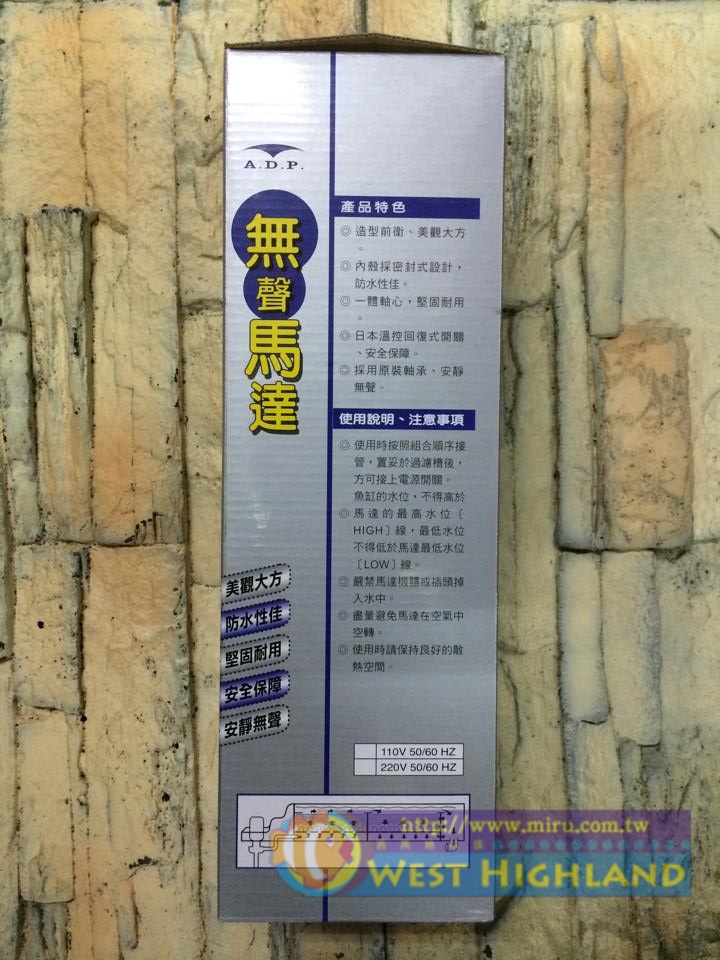 A.D.P.
無聲馬達
產品特色
◎ 造型前衛、美觀大方
。
◎ 內殼採密封式設計，
防水性佳。
◎ 一體軸心，堅固耐用
。
◎ 日本溫控回復式開關
、安全保障。
◎ 採用原裝軸承、安靜
無聲。
使用說明、注意事項
◎ 使用時按照組合順序接
管，置妥於過濾槽後，
方可接上電源開關。
魚缸的水位，不得高於
◎ 馬達的最高水位〔
HIGH〕線，最低水位
不得低於馬達最低水位
〔LOW〕線。
◎ 嚴禁馬達機體或插頭掉
入水中。
◎ 盡量避免馬達在空氣中
空轉。
◎ 使用時請保持良好的散
熱空間。
美觀大方
防水性佳
堅固耐用
安全保障
安靜無聲
110V 50/60 HZ
220V 50/60 HZ
http://www.miru.com.tw
WEST HIGHLAND